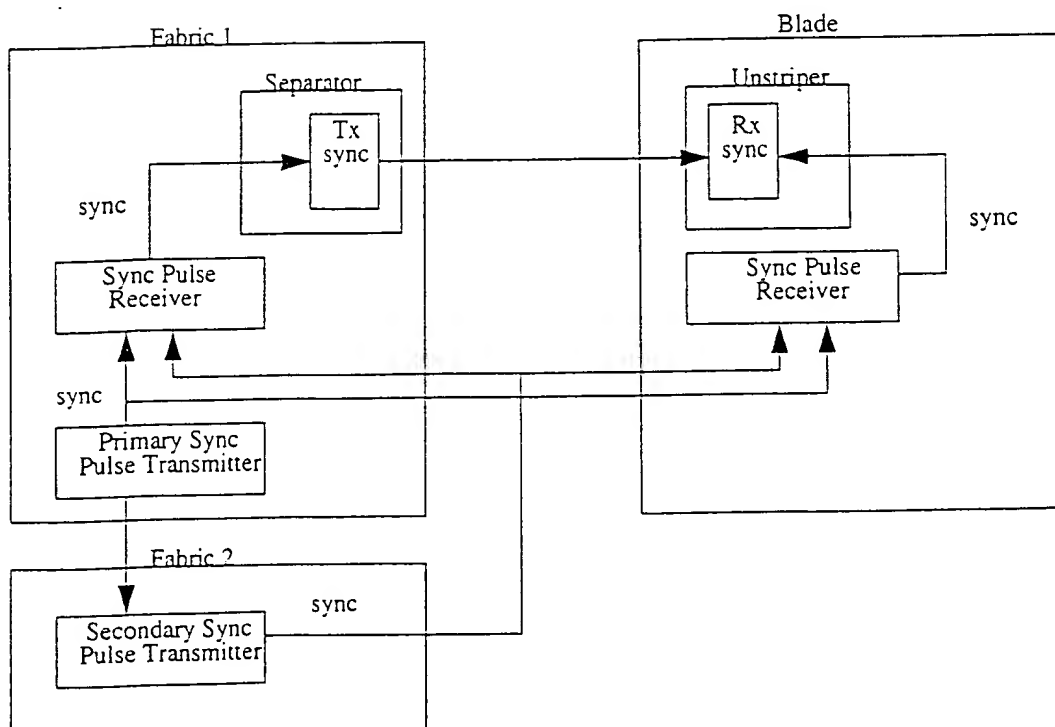 Fabric 1
Blade
Separator
Unstriper
Tx
sync
Rx
sync
sync
sync
Sync Pulse
Receiver
Sync Pulse
Receiver
sync
Primary Sync
Pulse Transmitter
Fabric 2
sync
Secondary Sync
Pulse Transmitter